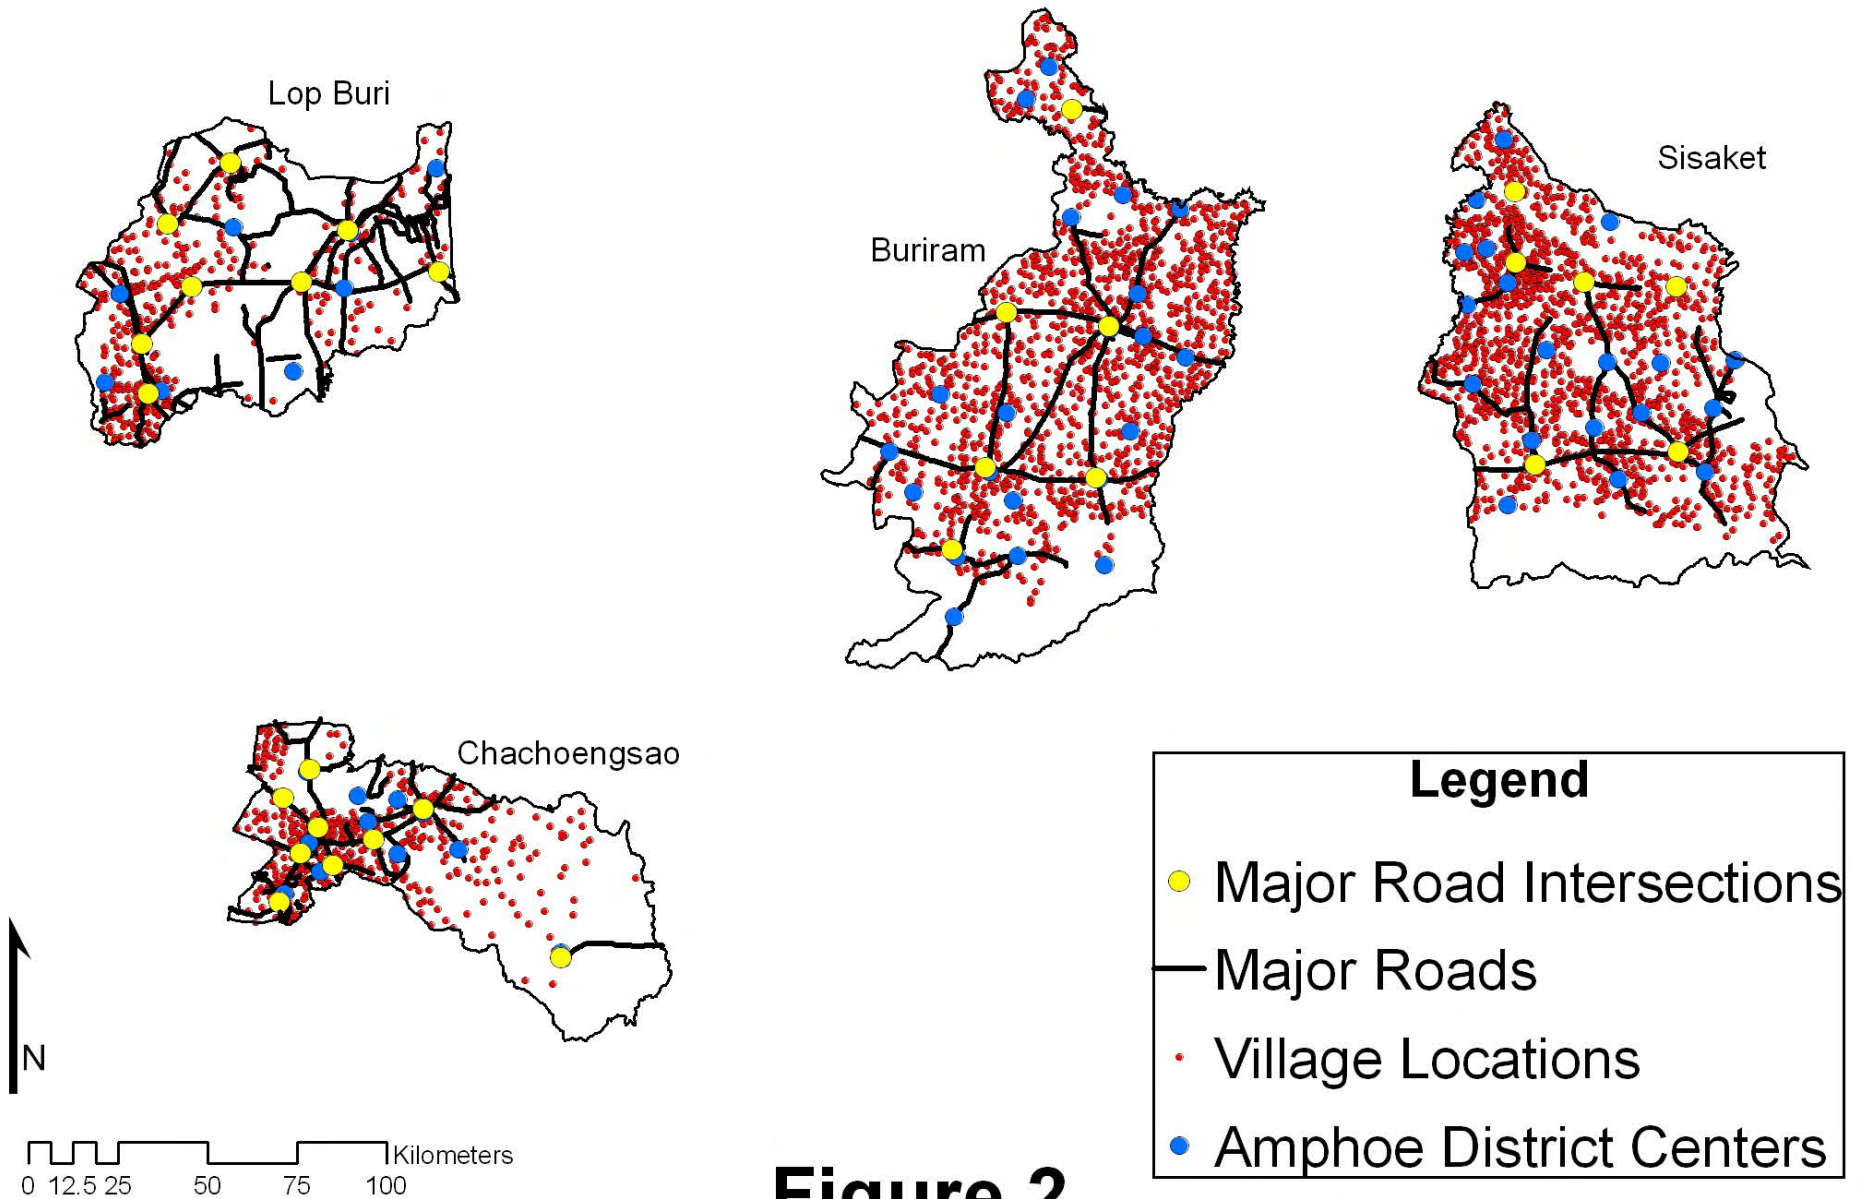 Lop Buri
Buriram
Sisaket
Chachoengsao
Legend
Major Road Intersections
Major Roads
Village Locations
Amphoe District Centers
N
Kilometers
0 12.5 25 50 75 100
Figure 2